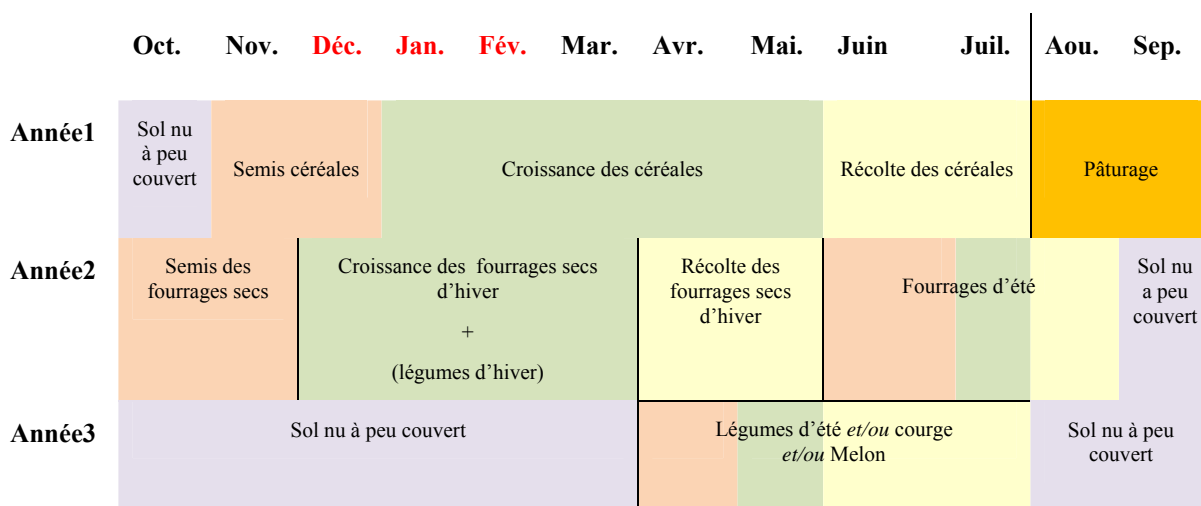 Oct. Nov. Déc. Jan. Fév. Mar. Avr. Mai. Juin Juil. Aou. Sep.
Année1
Sol nu
à peu
couvert
Semis céréales
Croissance des céréales
Récolte des céréales
Pâturage
Année2
Semis des
fourrages secs
Croissance des fourrages secs
d'hiver
+
(légumes d'hiver)
Récolte des
fourrages secs
d'hiver
Fourrages d'été
Sol nu
a peu
couvert
Année3
Sol nu à peu couvert
Légumes d'été et/ou courge
et/ou Melon
Sol nu à peu
couvert